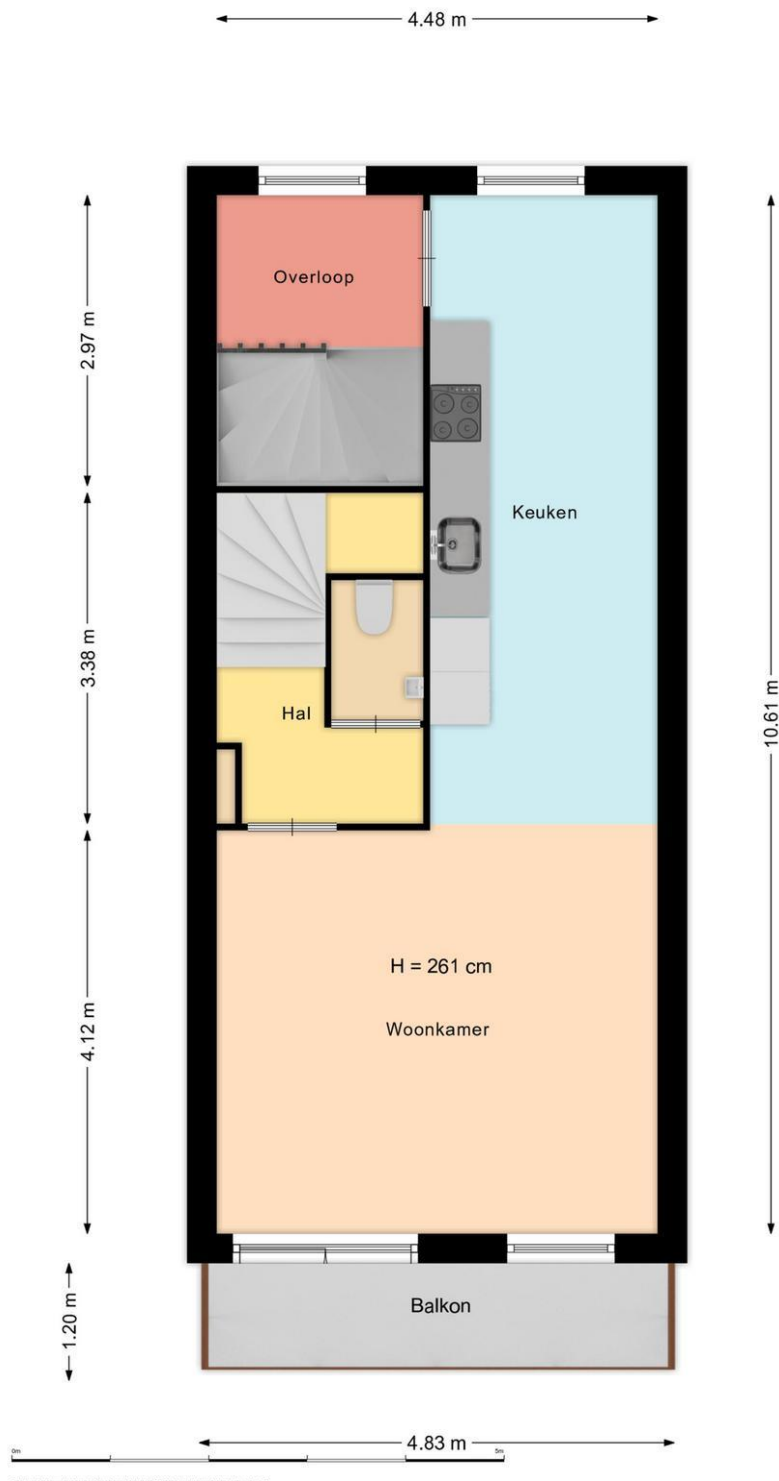 4.48 m
Overloop
2.97 m
Keuken
3.38 m
Hal
10.61 m
H = 261 cm
4.12 m
Woonkamer
Balkon
1.20 m
4.83 m
0m
5m